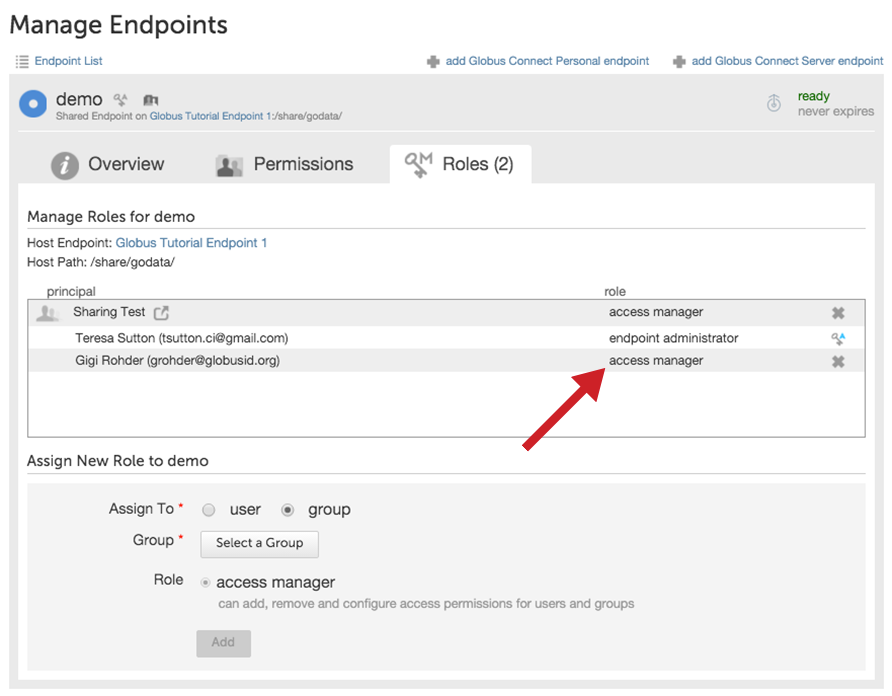 Manage Endpoints
Endpoint List add Globus Connect Personal endpoint add Globus Connect Server endpoint
demo ready
Shared Endpoint on Globus Tutorial Endpoint 1:/share/godata/ never expires
Overview Permissions Roles (2)
Manage Roles for demo
Host Endpoint: Globus Tutorial Endpoint 1
Host Path: /share/godata/
principal role
Sharing Test access manager
Teresa Sutton (tsutton.ci@gmail.com) endpoint administrator
Gigi Rohder (grohder@globusid.org) access manager
Assign New Role to demo
Assign To * user group
Group * Select a Group
Role access manager
can add, remove and configure access permissions for users and groups
Add